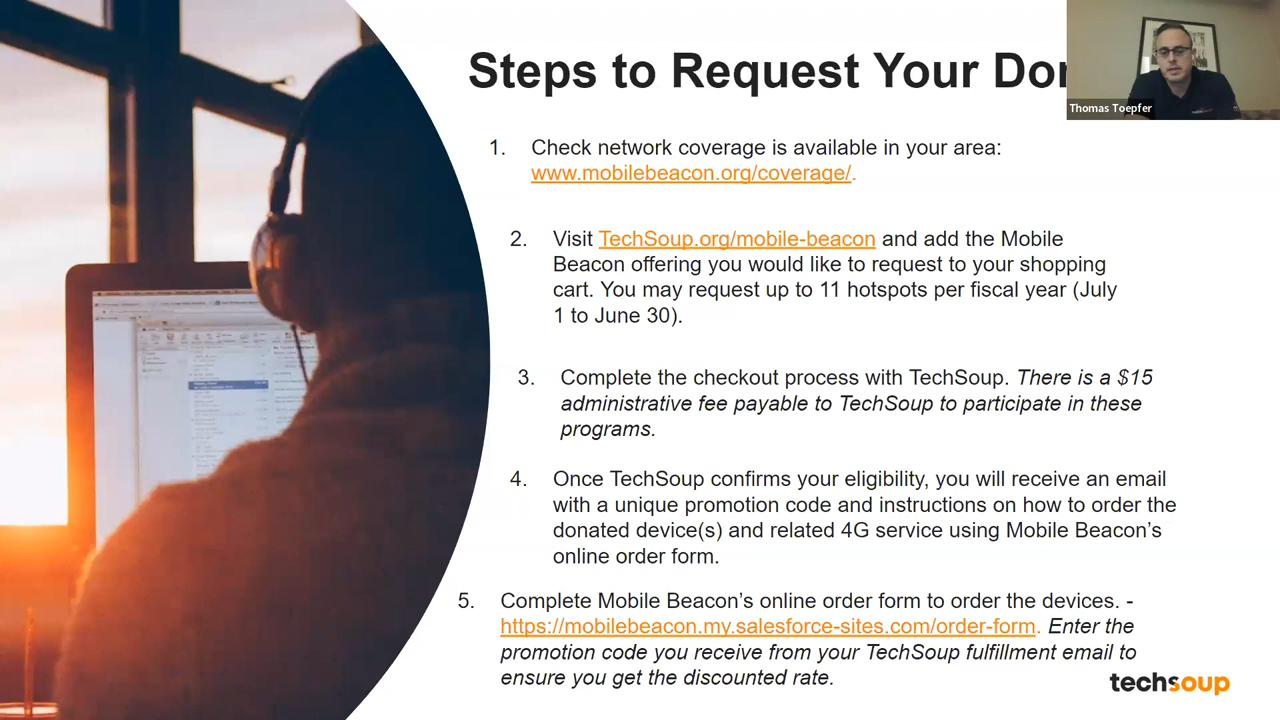 Steps to Request Your Don
Thomas Toepfer
1. Check network coverage is available in your area:
www.mobilebeacon.org/coverage/.
2. Visit TechSoup.org/mobile-beacon and add the Mobile
Beacon offering you would like to request to your shopping
cart. You may request up to 11 hotspots per fiscal year (July
1 to June 30).
3. Complete the checkout process with TechSoup. There is a $15
administrative fee payable to TechSoup to participate in these
programs.
4. Once TechSoup confirms your eligibility, you will receive an email
with a unique promotion code and instructions on how to order the
donated device(s) and related 4G service using Mobile Beacon’s
online order form.
5. Complete Mobile Beacon’s online order form to order the devices. -
https://mobilebeacon.my.salesforce-sites.com/order-form. Enter the
promotion code you receive from your TechSoup fulfillment email to
ensure you get the discounted rate.
techsoup